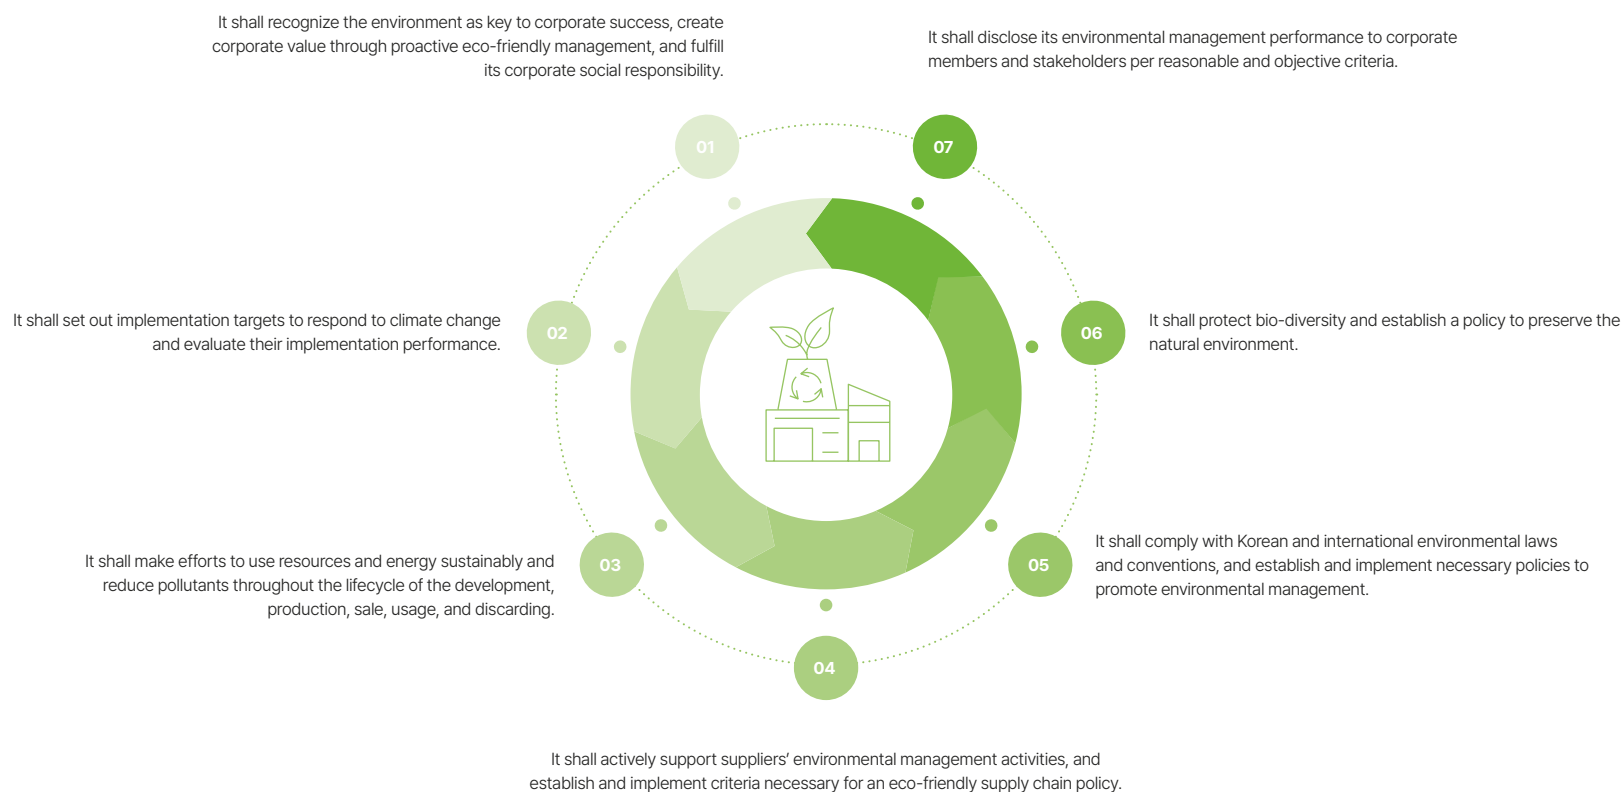 It shall recognize the environment as key to corporate success, create
corporate value through proactive eco-friendly management, and fulfill
its corporate social responsibility.
01
It shall set out implementation targets to respond to climate change
and evaluate their implementation performance.
02
It shall make efforts to use resources and energy sustainably and
reduce pollutants throughout the lifecycle of the development,
production, sale, usage, and discarding.
03
04
It shall actively support suppliers’ environmental management activities, and
establish and implement criteria necessary for an eco-friendly supply chain policy.
05
It shall comply with Korean and international environmental laws
and conventions, and establish and implement necessary policies to
promote environmental management.
06
It shall protect bio-diversity and establish a policy to preserve the
natural environment.
07
It shall disclose its environmental management performance to corporate
members and stakeholders per reasonable and objective criteria.